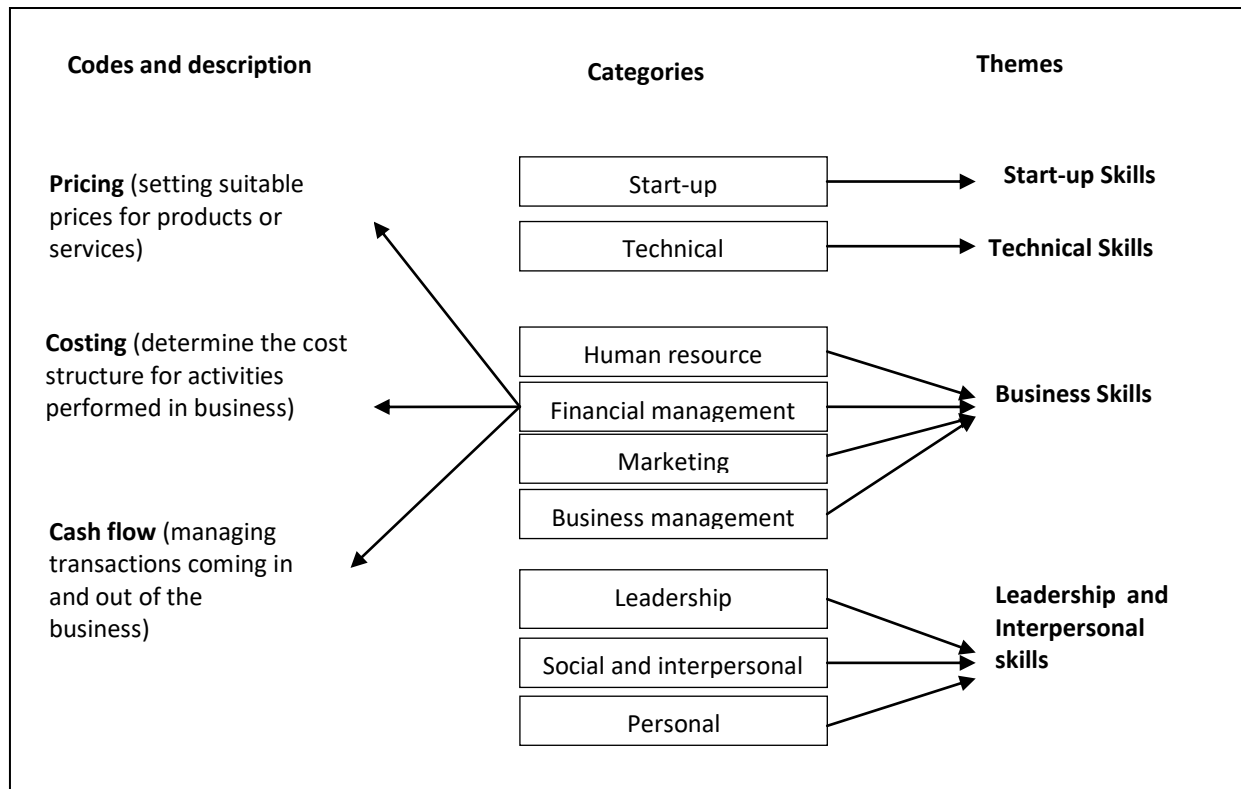 Codes and description
Categories
Themes
Pricing (setting suitable
prices for products or
services)
Costing (determine the cost
structure for activities
performed in business)
Cash flow (managing
transactions coming in
and out of the
business)
Start-up
Technical
Human resource
Financial management
Marketing
Business management
Leadership
Social and interpersonal
Personal
Start-up Skills
Technical Skills
Business Skills
Leadership and
Interpersonal
skills